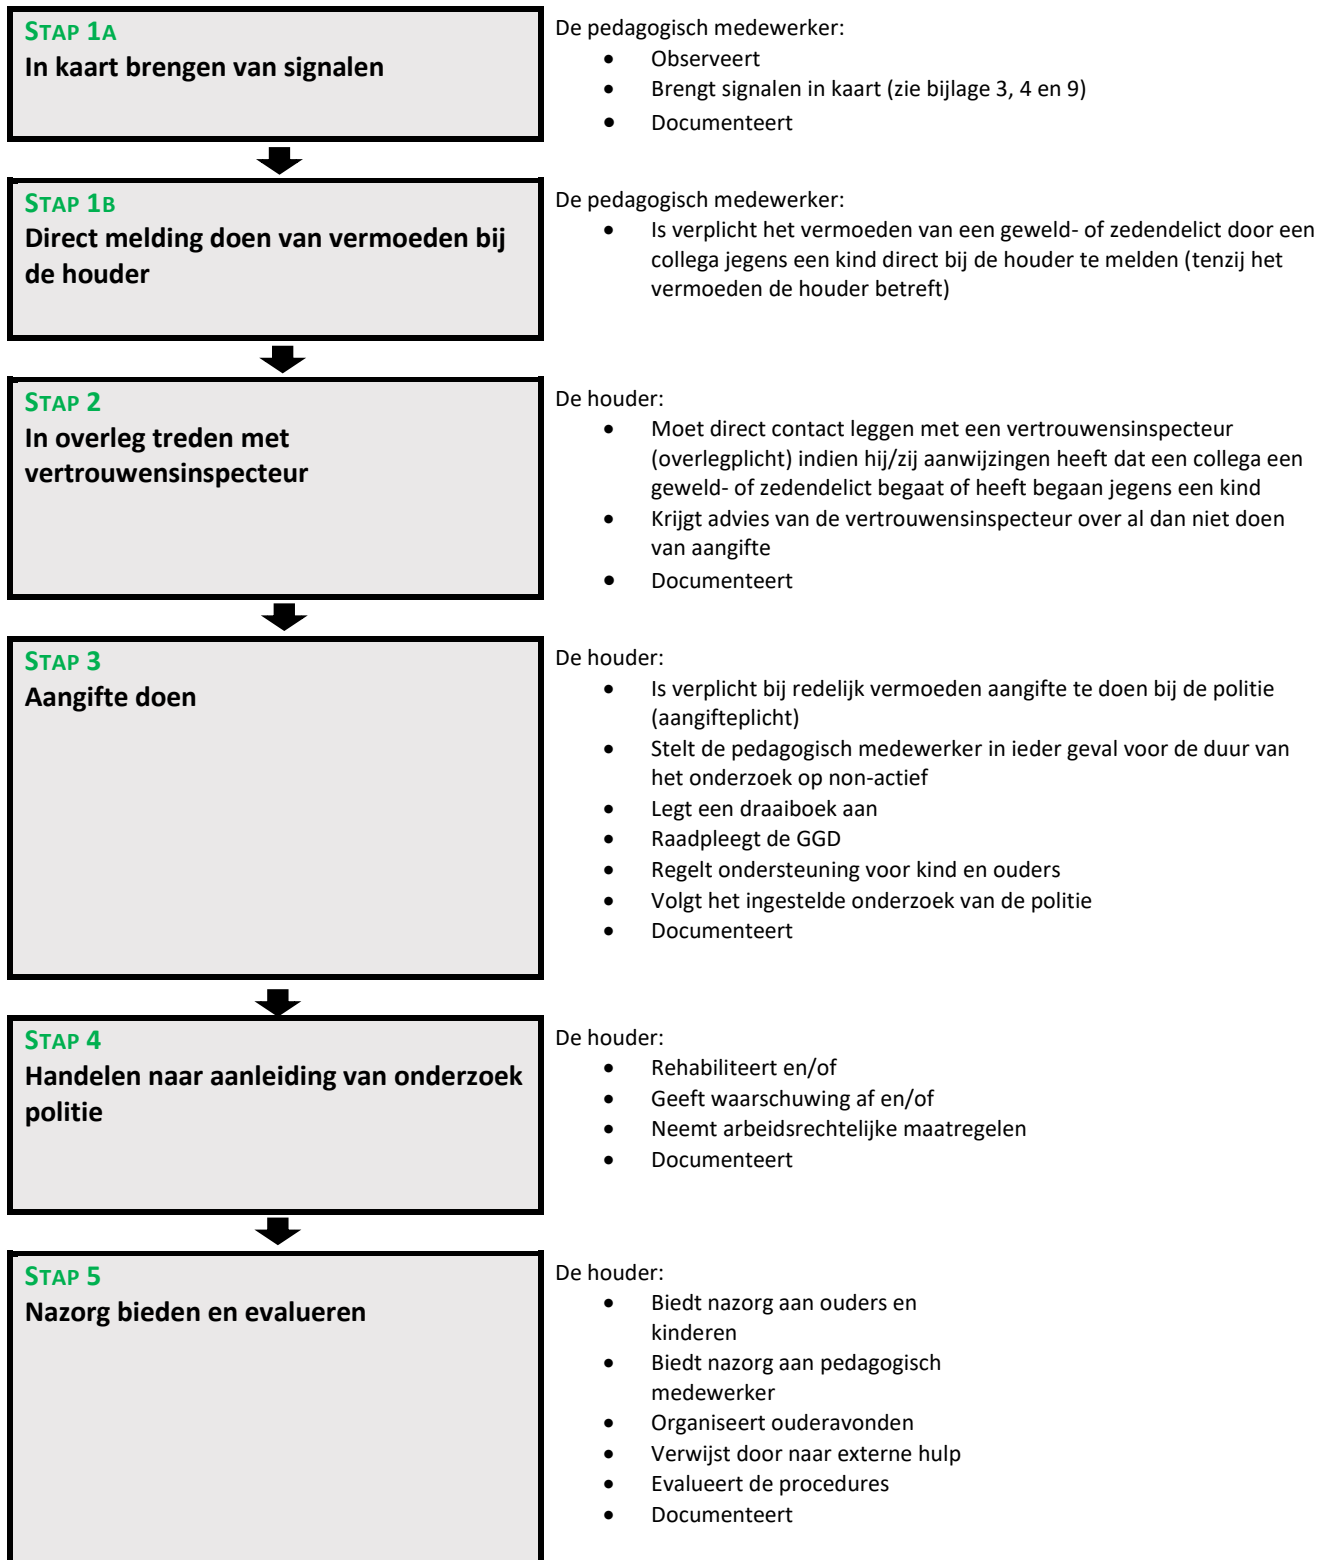 STAP 1A
In kaart brengen van signalen
De pedagogisch medewerker:
• Observeert
• Brengt signalen in kaart (zie bijlage 3, 4 en 9)
• Documenteert
STAP 1B
Direct melding doen van vermoeden bij
de houder
De pedagogisch medewerker:
• Is verplicht het vermoeden van een geweld- of zedendelict door een
collega jegens een kind direct bij de houder te melden (tenzij het
vermoeden de houder betreft)
STAP 2
In overleg treden met
vertrouwensinspecteur
De houder:
• Moet direct contact leggen met een vertrouwensinspecteur
(overlegplicht) indien hij/zij aanwijzingen heeft dat een collega een
geweld- of zedendelict begaat of heeft begaan jegens een kind
• Krijgt advies van de vertrouwensinspecteur over al dan niet doen
van aangifte
• Documenteert
STAP 3
Aangifte doen
De houder:
• Is verplicht bij redelijk vermoeden aangifte te doen bij de politie
(aangifteplicht)
• Stelt de pedagogisch medewerker in ieder geval voor de duur van
het onderzoek op non-actief
• Legt een draaiboek aan
• Raadpleegt de GGD
• Regelt ondersteuning voor kind en ouders
• Volgt het ingestelde onderzoek van de politie
• Documenteert
STAP 4
Handelen naar aanleiding van onderzoek
politie
De houder:
• Rehabiliteert en/of
• Geeft waarschuwing af en/of
• Neemt arbeidsrechtelijke maatregelen
• Documenteert
STAP 5
Nazorg bieden en evalueren
De houder:
• Biedt nazorg aan ouders en
kinderen
• Biedt nazorg aan pedagogisch
medewerker
• Organiseert ouderavonden
• Verwijst door naar externe hulp
• Evalueert de procedures
• Documenteert